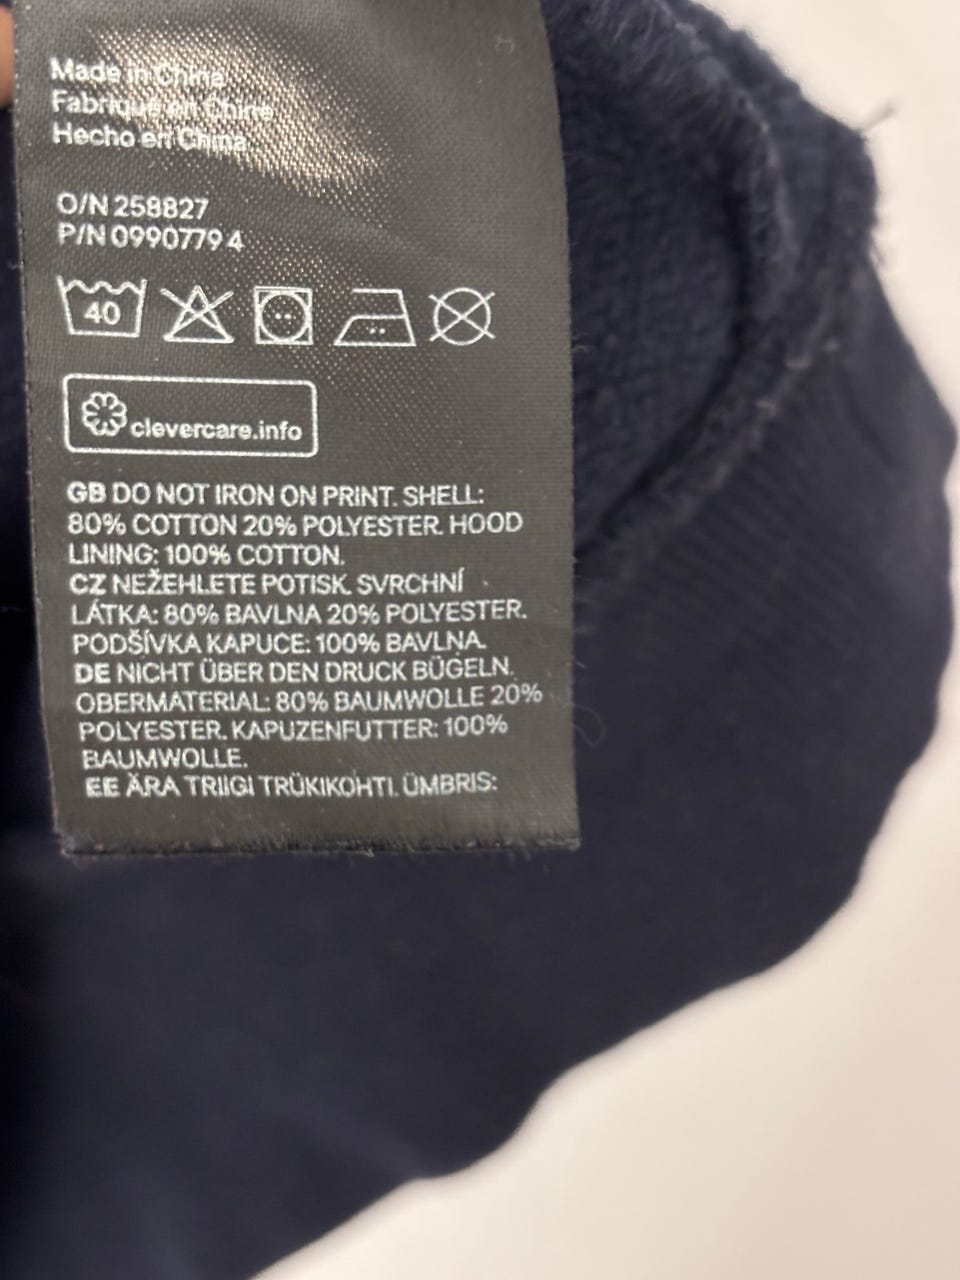 Made in China
Fabriqué en Chine
Hecho en China
O/N 258827
P/N 0990779 4
40
clevercare.info
GB DO NOT IRON ON PRINT. SHELL:
80% COTTON 20% POLYESTER. HOOD
LINING: 100% COTTON.
CZ NEŽEHLETE POTISK. SVRCHNÍ
LÁTKA: 80% BAVLNA 20% POLYESTER.
PODŠÍVKA KAPUCE: 100% BAVLNA.
DE NICHT ÜBER DEN DRUCK BÜGELN.
OBERMATERIAL: 80% BAUMWOLLE 20%
POLYESTER. KAPUZENFUTTER: 100%
BAUMWOLLE.
EE ÄRA TRIIGI TRÜKIKOHTI. ÜMBRIS: